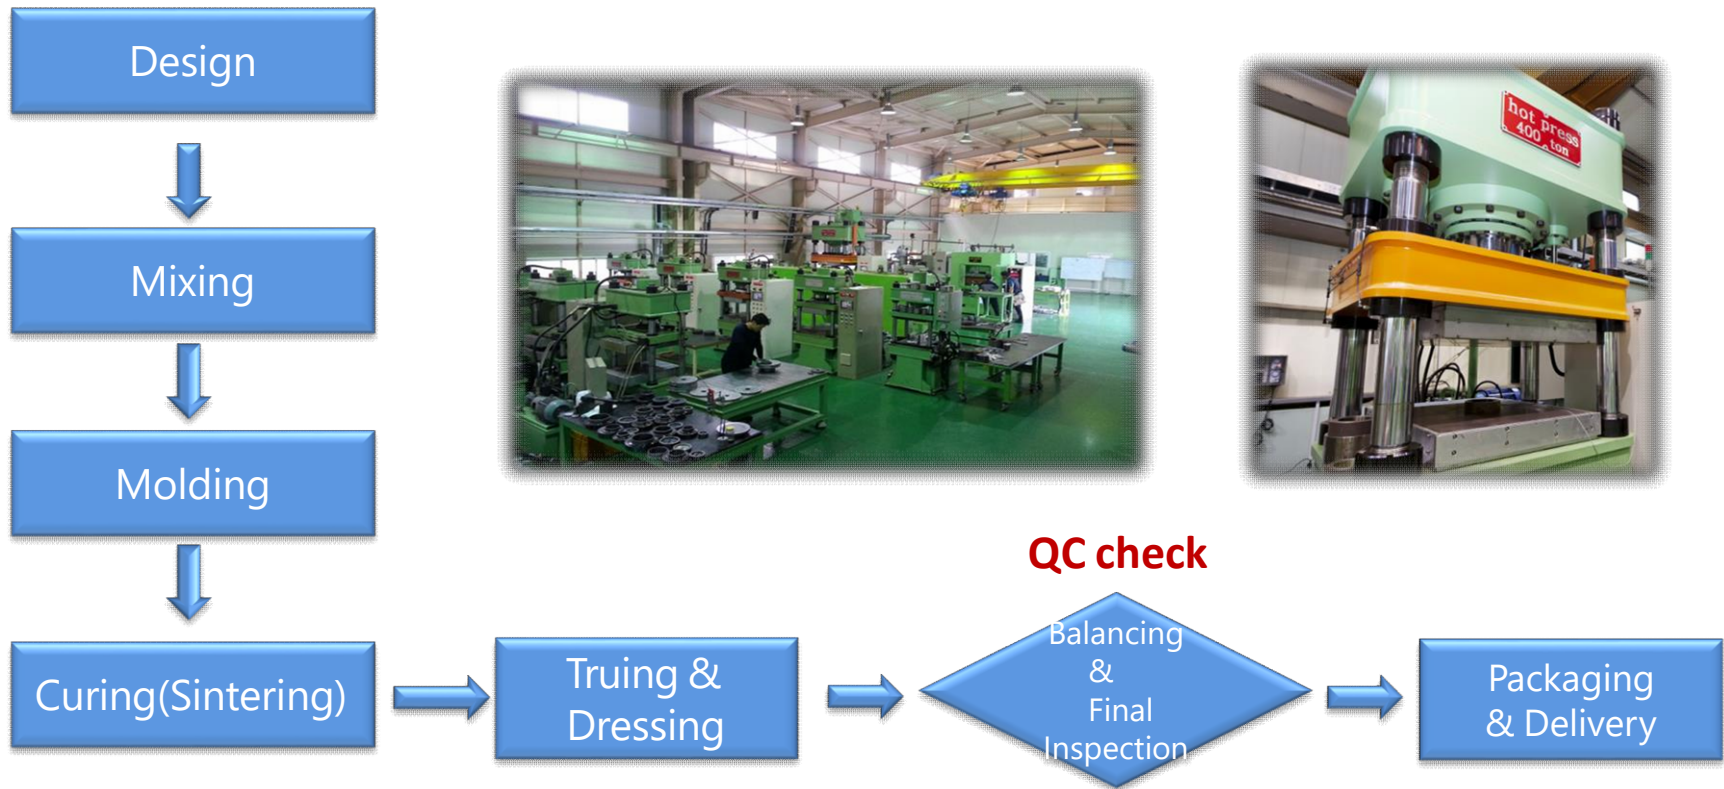 Design
Mixing
Molding
Curing(Sintering)
Truing &
Dressing
QC check
Balancing
&
Final
Inspection
Packaging
& Delivery
hot press
400 ton